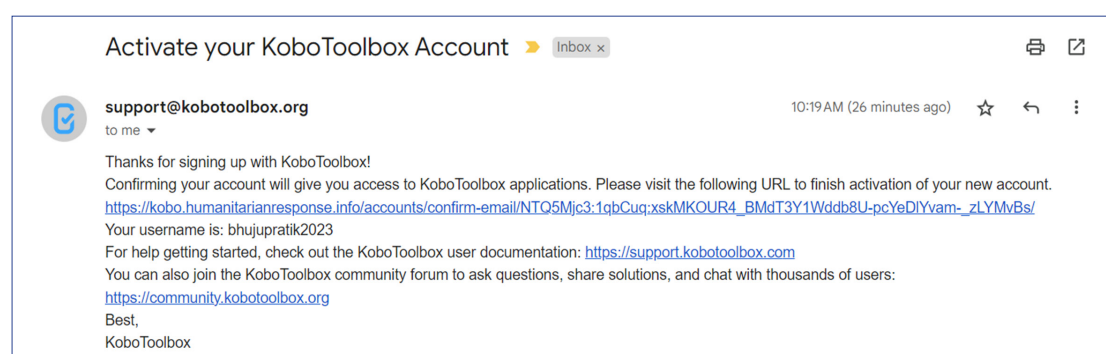 Activate your KoboToolbox Account Inbox ×
support@kobotoolbox.org 10:19 AM (26 minutes ago)
to me
Thanks for signing up with KoboToolbox!
Confirming your account will give you access to KoboToolbox applications. Please visit the following URL to finish activation of your new account.
https://kobo.humanitarianresponse.info/accounts/confirm-email/NTQ5Mjc3:1qbCuq:xskMKOUR4_BMdT3Y1Wddb8U-pcYeDlYvam-_zLYMvBs/
Your username is: bhujupratik2023
For help getting started, check out the KoboToolbox user documentation: https://support.kobotoolbox.com
You can also join the KoboToolbox community forum to ask questions, share solutions, and chat with thousands of users:
https://community.kobotoolbox.org
Best,
KoboToolbox